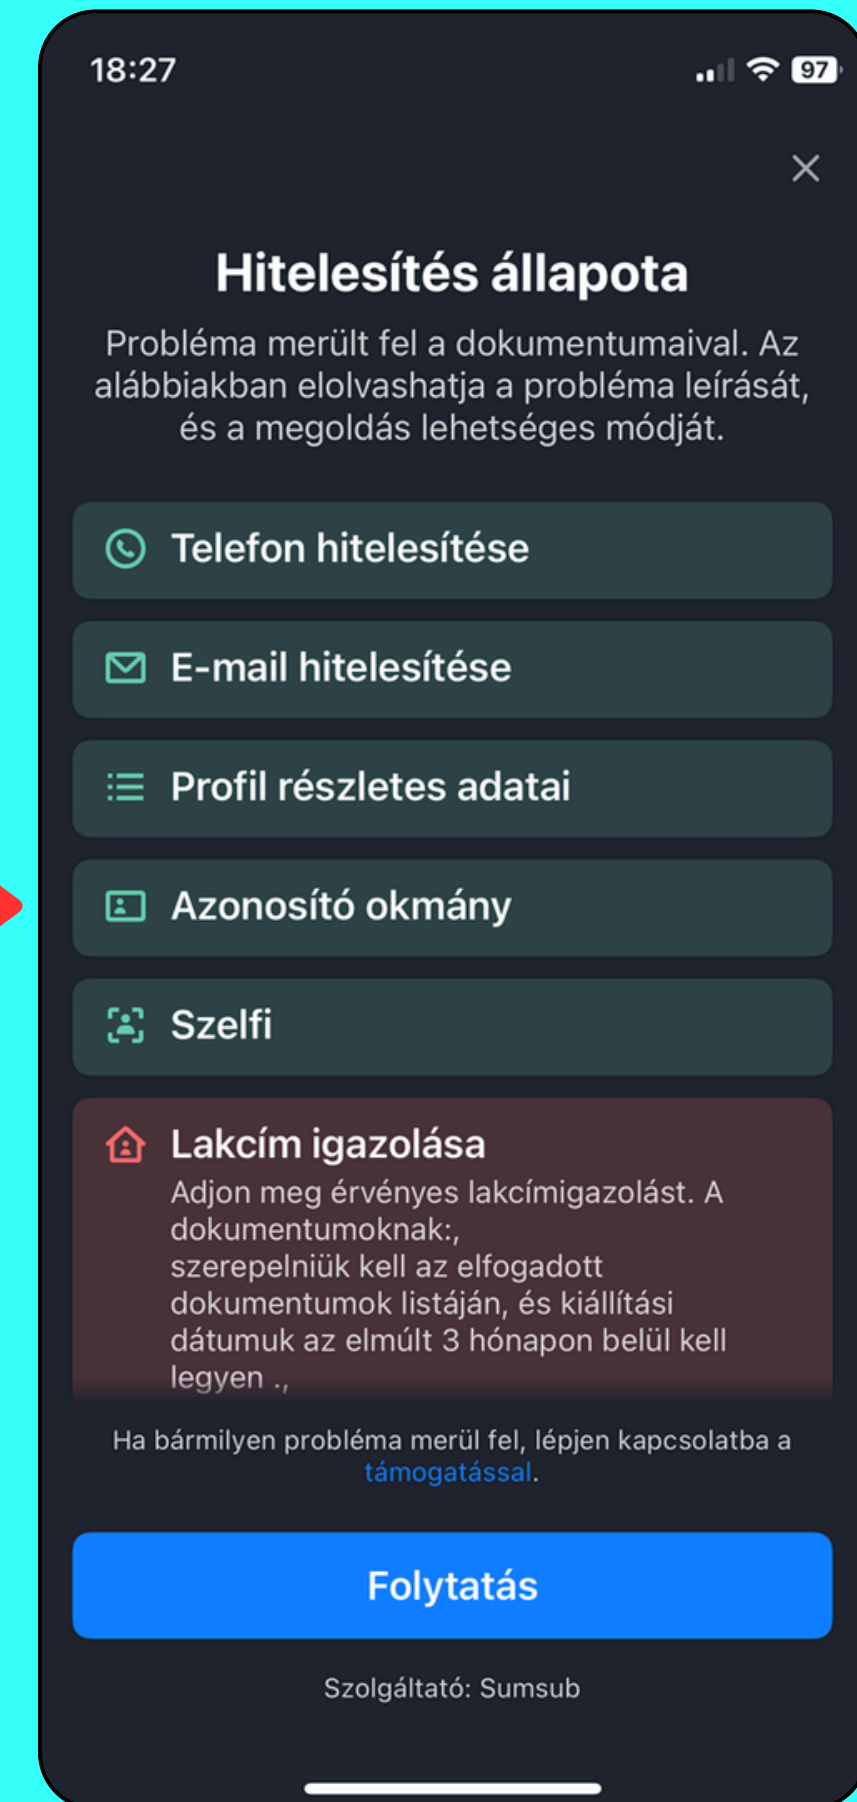 18:27
97
Hitelesítés állapota
Probléma merült fel a dokumentumaival. Az
alábbiakban elolvashatja a probléma leírását,
és a megoldás lehetséges módját.
Telefon hitelesítése
E-mail hitelesítése
Profil részletes adatai
Azonosító okmány
Szelfi
Lakcím igazolása
Adjon meg érvényes lakcímigazolást. A
dokumentumoknak:,
szerepelniük kell az elfogadott
dokumentumok listáján, és kiállítási
dátumuk az elmúlt 3 hónapon belül kell
legyen .,
Ha bármilyen probléma merül fel, lépjen kapcsolatba a
támogatással.
Folytatás
Szolgáltató: Sumsub